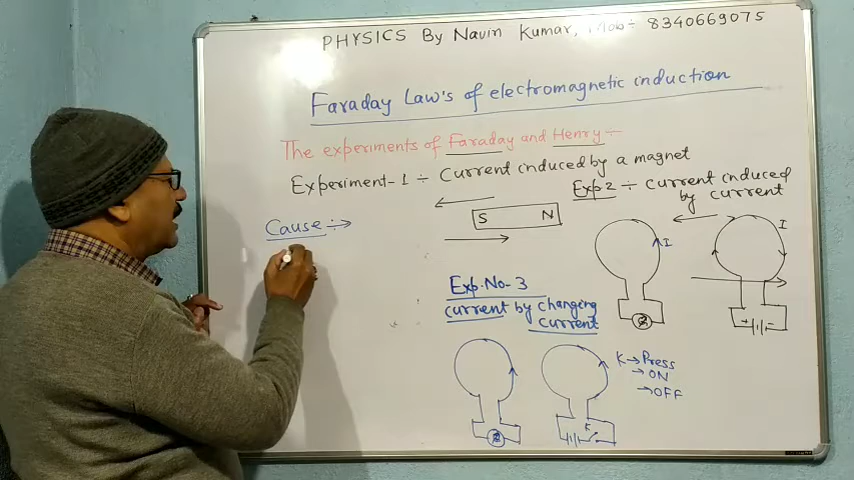 PHYSICS By Navin Kumar, Mob÷ 8340669075
Faraday Law's of electromagnetic induction
The experiments of Faraday and Henry ÷
Experiment-1 ÷ Current induced by a magnet
Exp 2 ÷ current induced
by current
Cause ÷→
S N
I
I
+ -
Exp. No- 3
current by changing
current
K → Press
→ ON
→ OFF
K